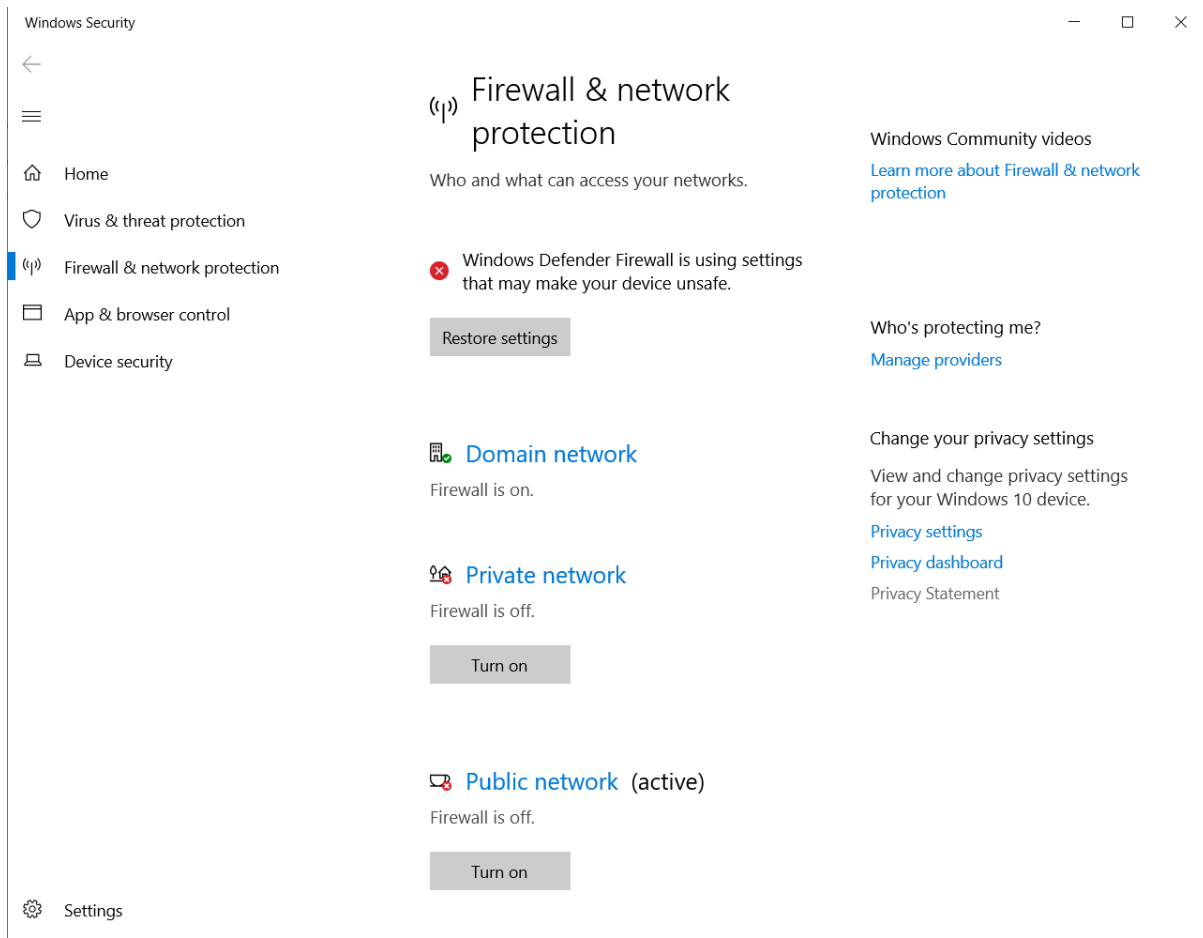 Windows Security
Home
Virus & threat protection
Firewall & network protection
App & browser control
Device security
Settings
Firewall & network
protection
Who and what can access your networks.
Windows Defender Firewall is using settings
that may make your device unsafe.
Restore settings
Domain network
Firewall is on.
Private network
Firewall is off.
Turn on
Public network (active)
Firewall is off.
Turn on
Windows Community videos
Learn more about Firewall & network
protection
Who's protecting me?
Manage providers
Change your privacy settings
View and change privacy settings
for your Windows 10 device.
Privacy settings
Privacy dashboard
Privacy Statement